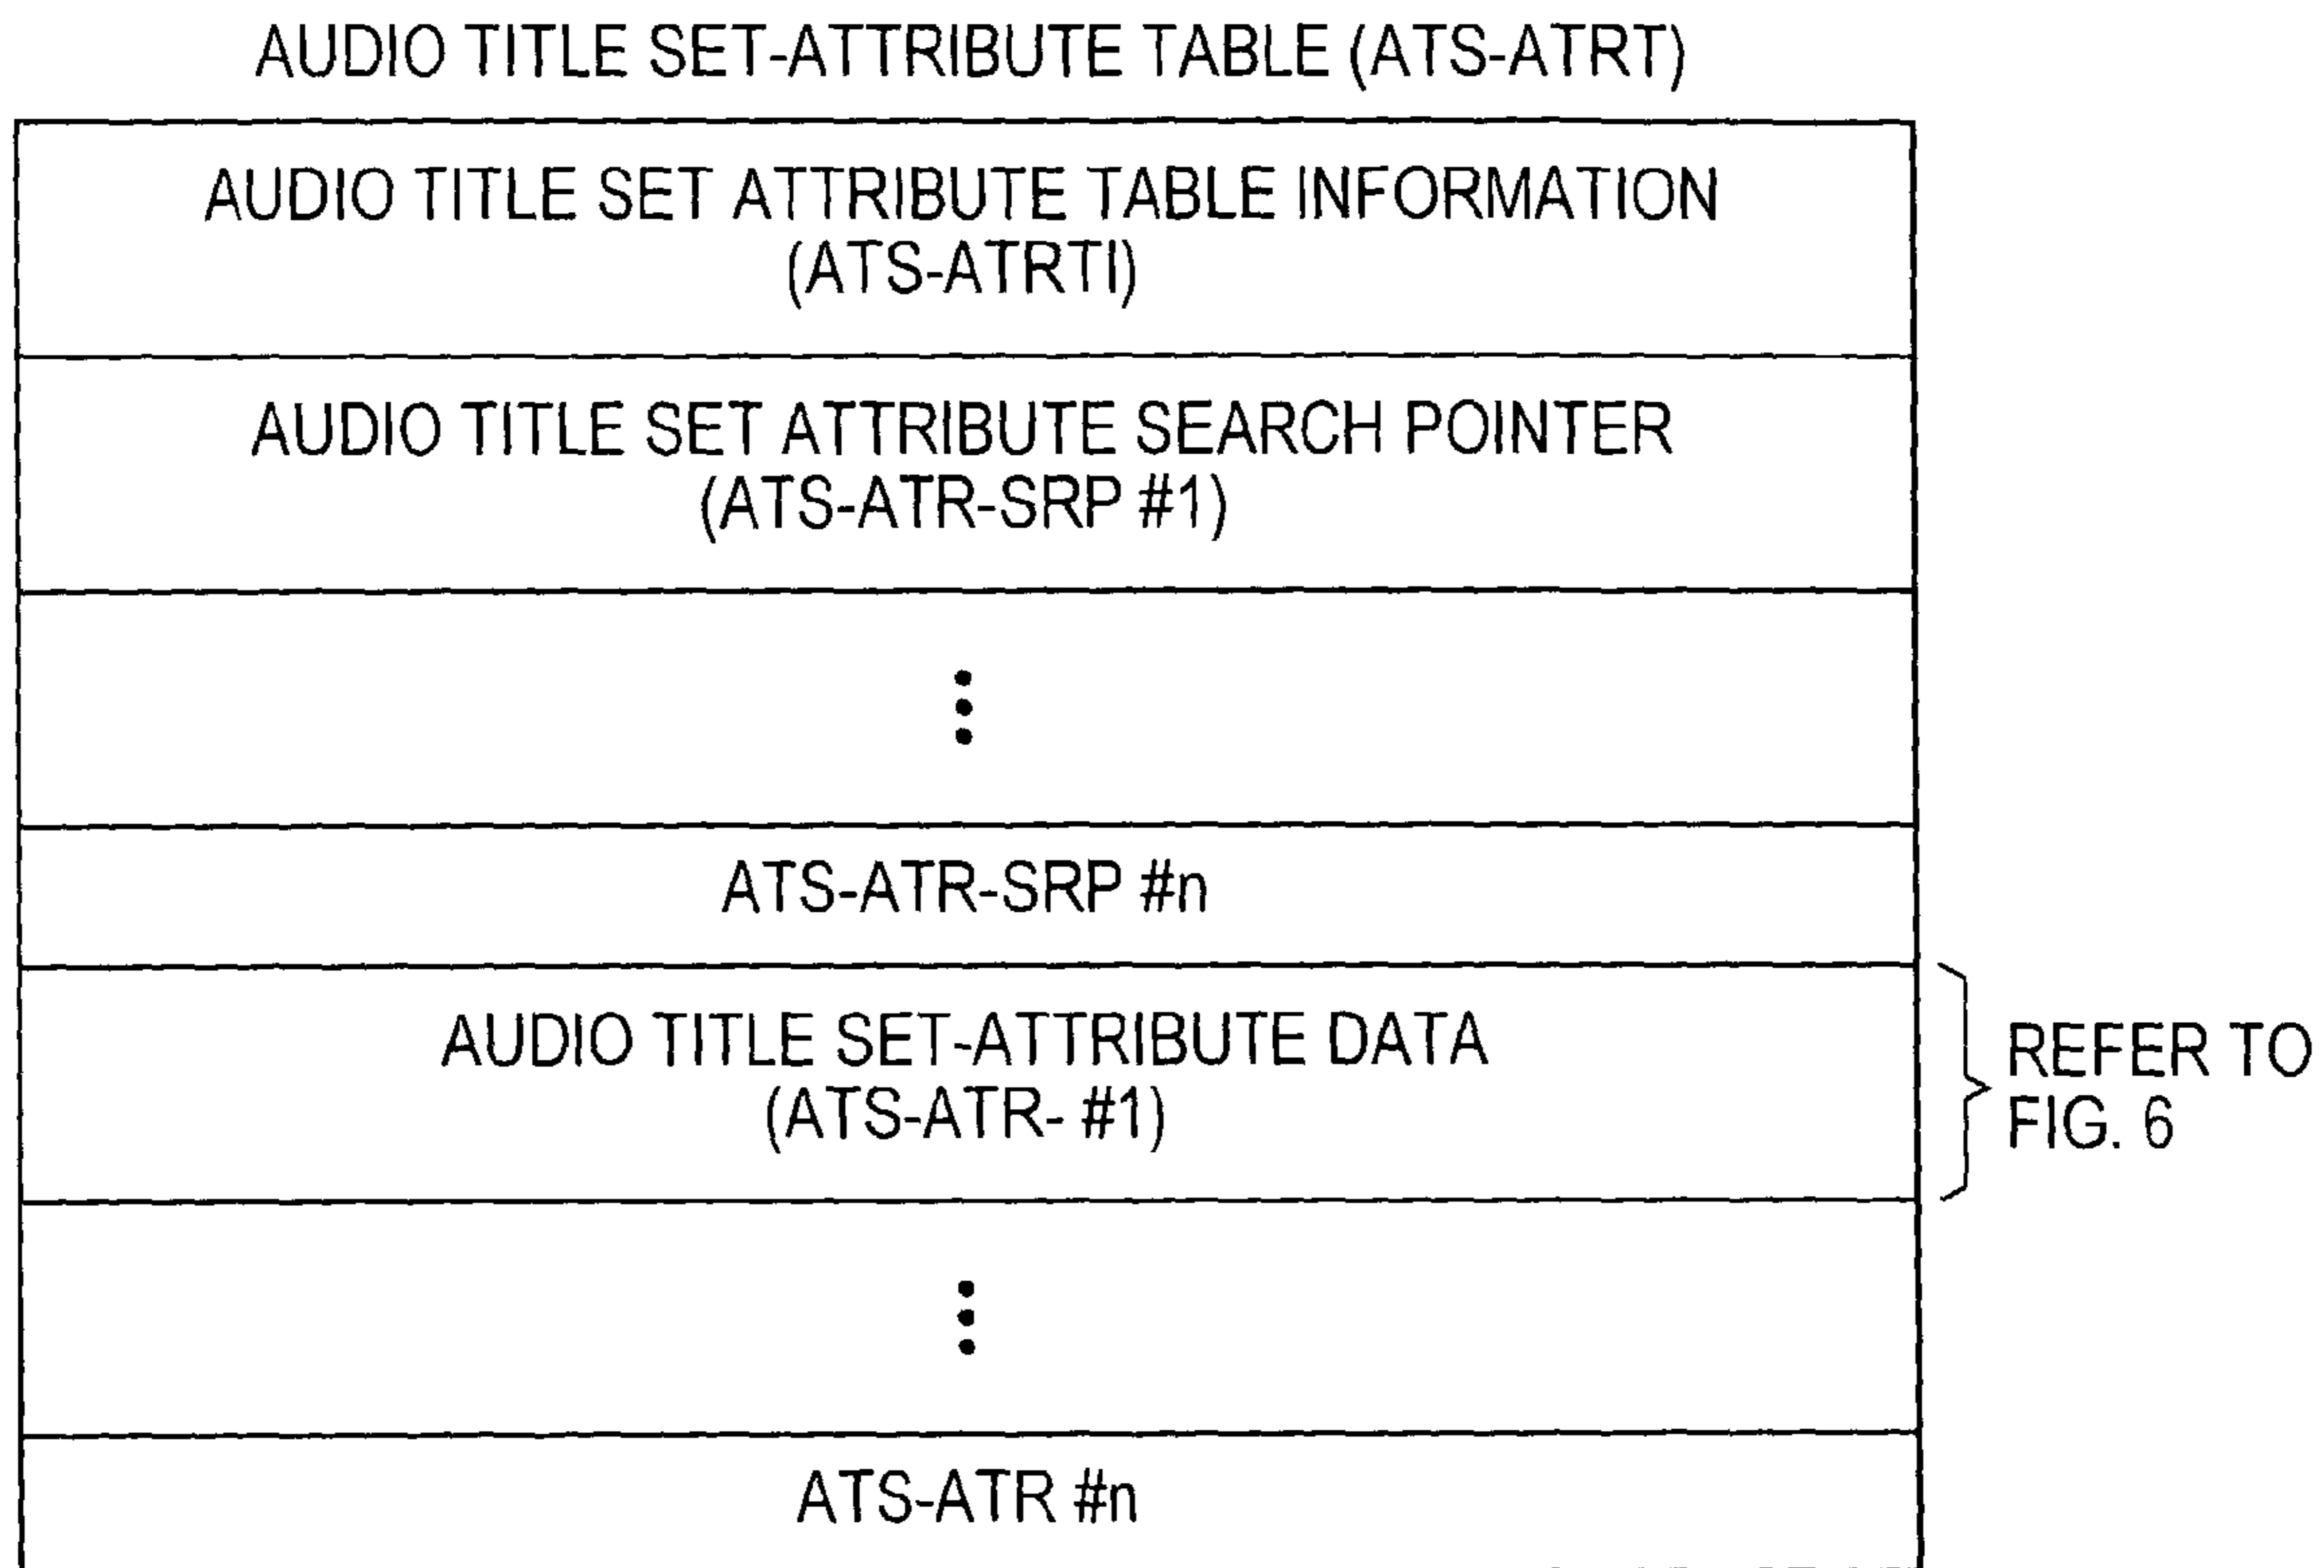 AUDIO TITLE SET-ATTRIBUTE TABLE (ATS-ATRT)
AUDIO TITLE SET ATTRIBUTE TABLE INFORMATION
(ATS-ATRTI)
AUDIO TITLE SET ATTRIBUTE SEARCH POINTER
(ATS-ATR-SRP #1)
ATS-ATR-SRP #n
AUDIO TITLE SET-ATTRIBUTE DATA
(ATS-ATR- #1)
REFER TO
FIG. 6
ATS-ATR #n